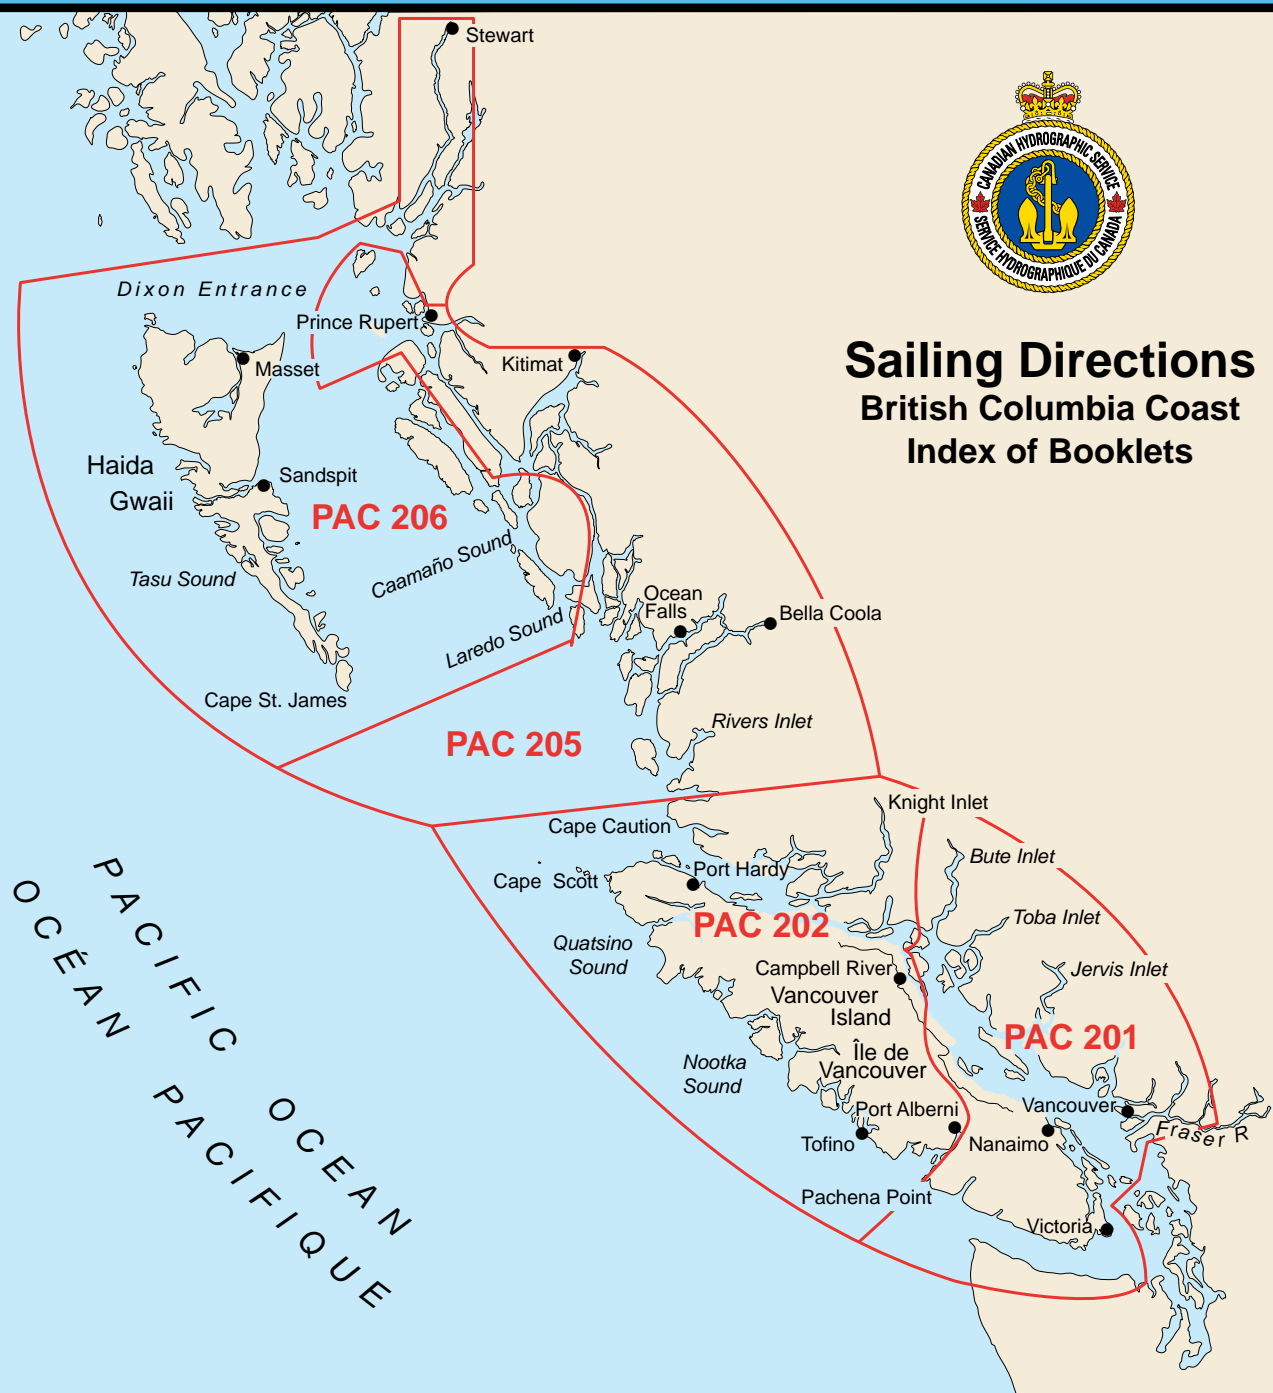 Stewart
CANADIAN HYDROGRAPHIC SERVICE
SERVICE HYDROGRAPHIQUE DU CANADA
Sailing Directions
British Columbia Coast
Index of Booklets
Dixon Entrance
Prince Rupert
Masset
Kitimat
Haida
Gwaii
Sandspit
PAC 206
Tasu Sound
Caamaño Sound
Ocean
Falls
Bella Coola
Laredo Sound
Cape St. James
Rivers Inlet
PAC 205
Knight Inlet
Cape Caution
Bute Inlet
Port Hardy
Cape Scott
Toba Inlet
PAC 202
Quatsino
Sound
Campbell River
Jervis Inlet
Vancouver
Island
PAC 201
Île de
Vancouver
Nootka
Sound
Port Alberni
Vancouver
Fraser R
Tofino
Nanaimo
Pachena Point
Victoria
PACIFIC OCEAN
OCÉAN PACIFIQUE